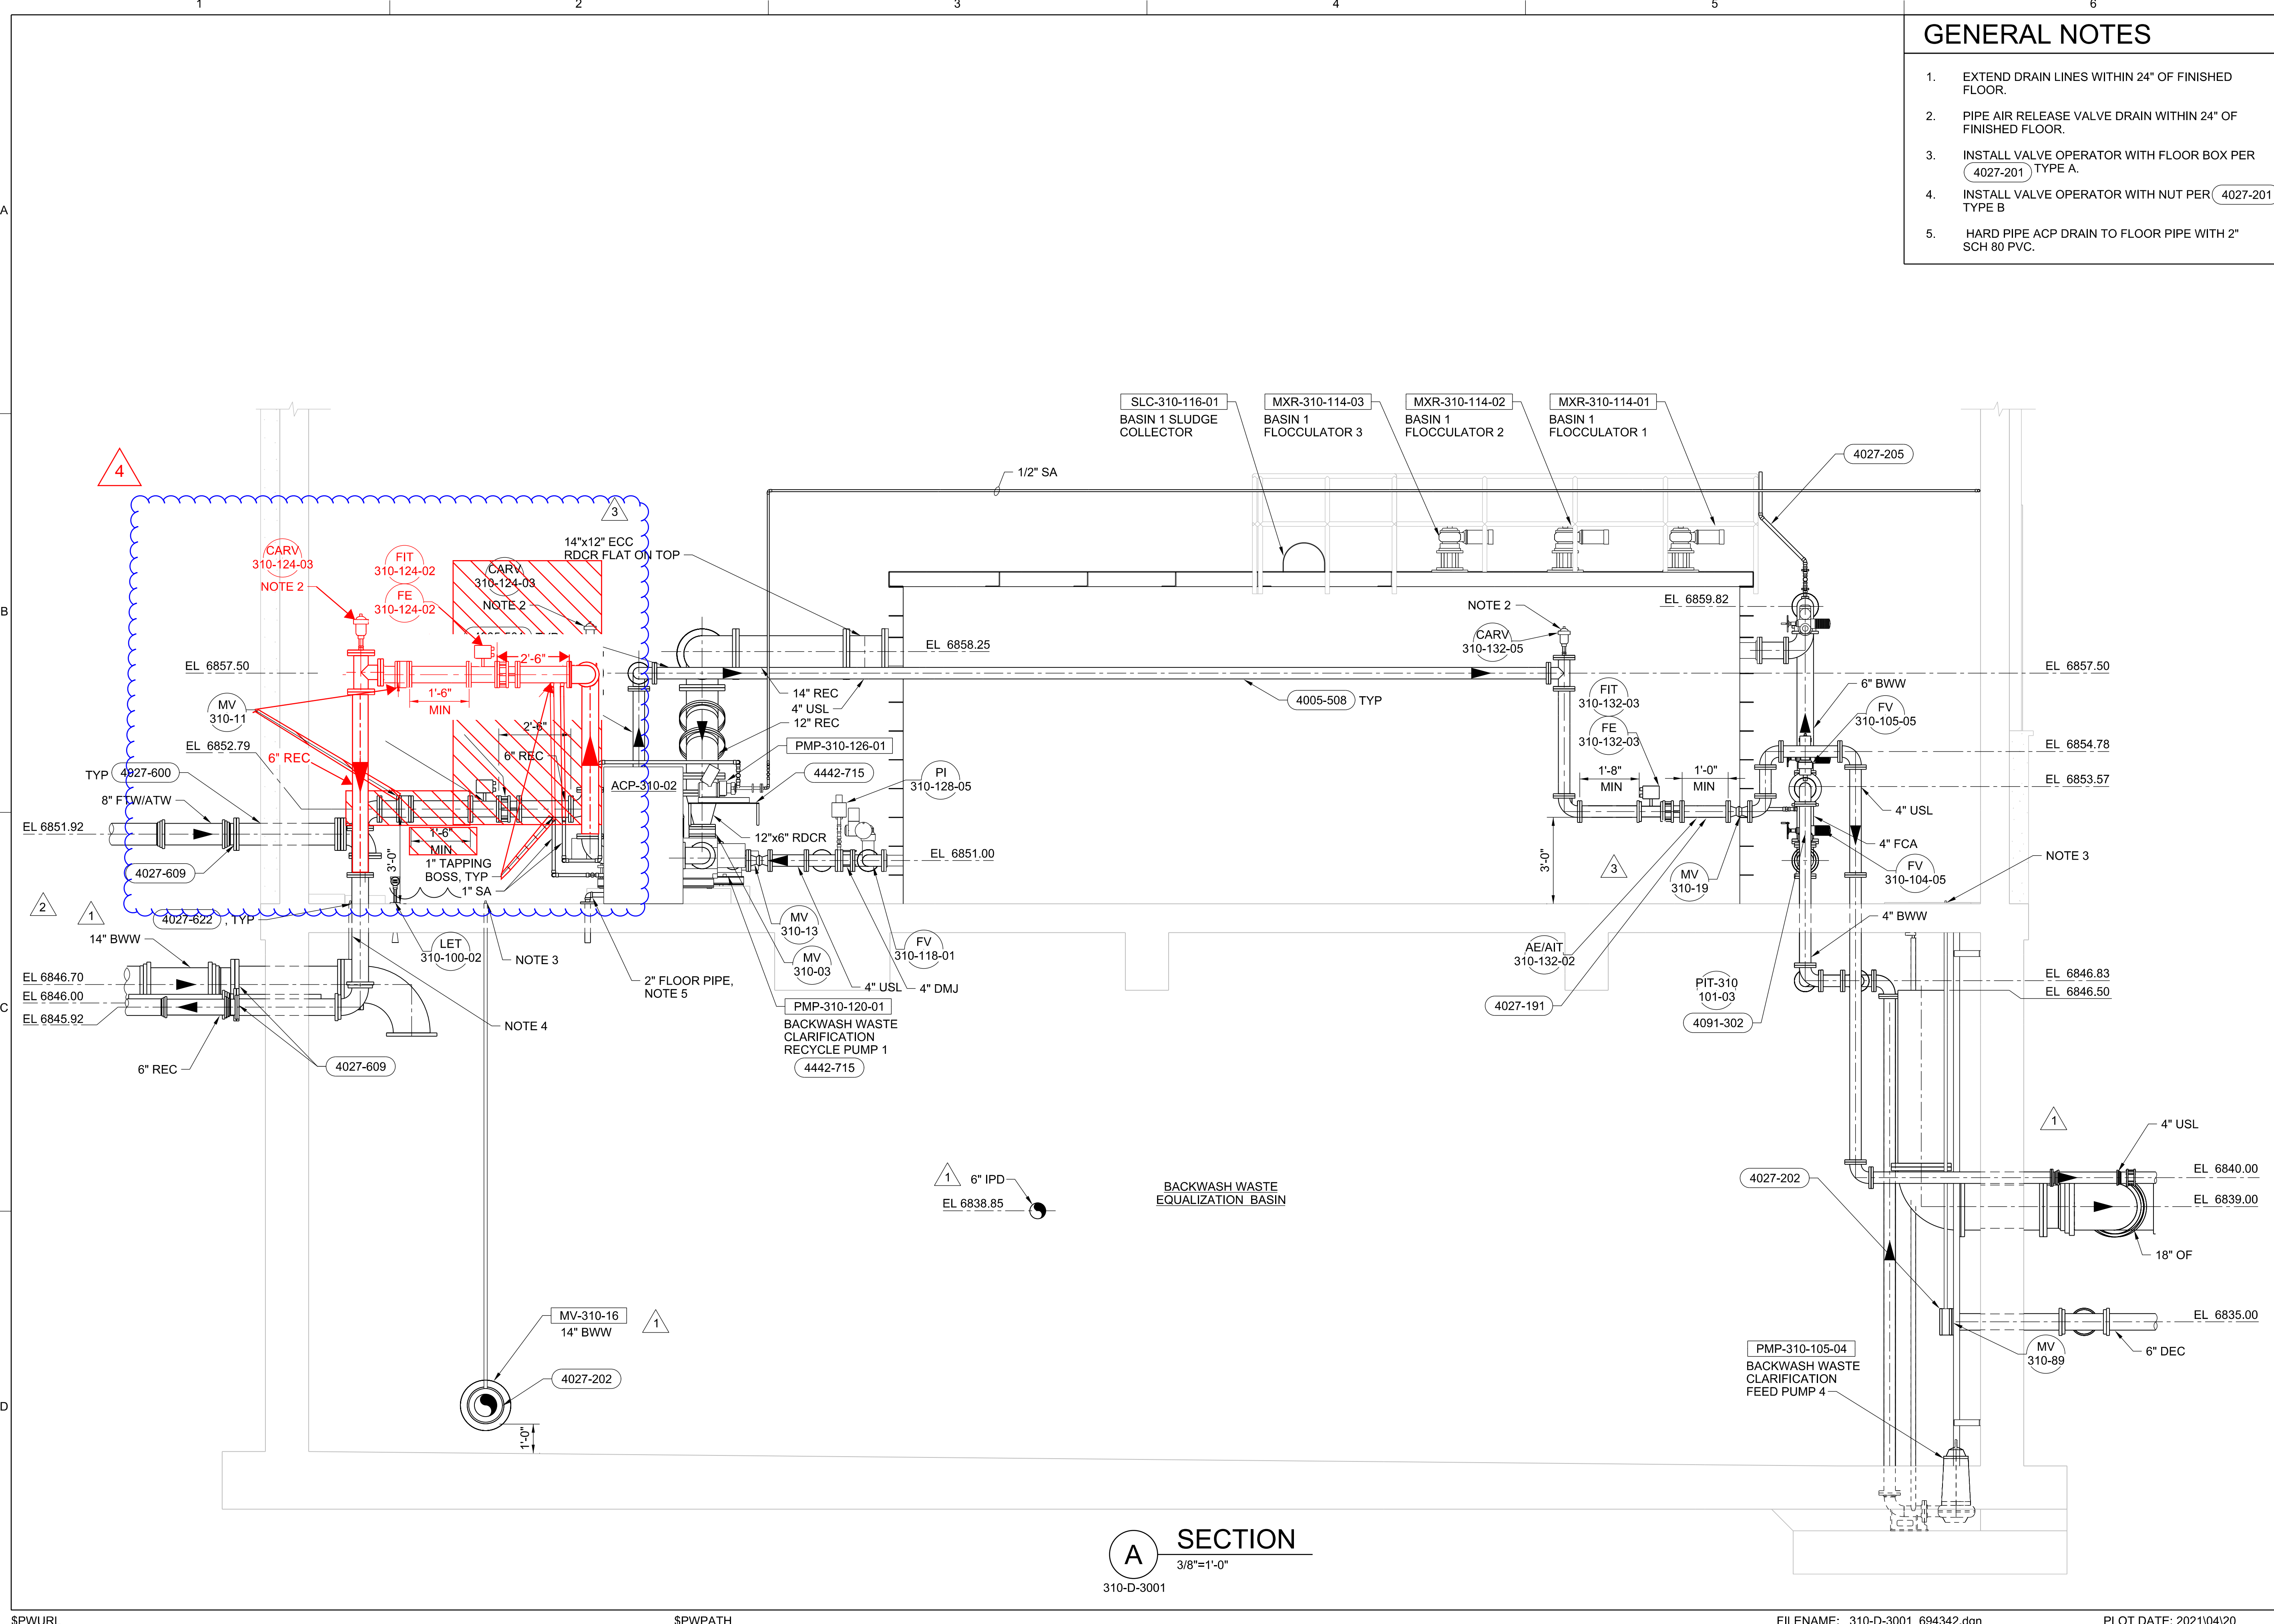 1 2 3 4 5 6
A
B
C
D
GENERAL NOTES
1. EXTEND DRAIN LINES WITHIN 24" OF FINISHED
FLOOR.
2. PIPE AIR RELEASE VALVE DRAIN WITHIN 24" OF
FINISHED FLOOR.
3. INSTALL VALVE OPERATOR WITH FLOOR BOX PER
4027-201 TYPE A.
4. INSTALL VALVE OPERATOR WITH NUT PER 4027-201
TYPE B
5. HARD PIPE ACP DRAIN TO FLOOR PIPE WITH 2"
SCH 80 PVC.
SLC-310-116-01
BASIN 1 SLUDGE
COLLECTOR
MXR-310-114-03
BASIN 1
FLOCCULATOR 3
MXR-310-114-02
BASIN 1
FLOCCULATOR 2
MXR-310-114-01
BASIN 1
FLOCCULATOR 1
4027-205
4
1/2" SA
3
14"x12" ECC
RDCR FLAT ON TOP
CARV
310-124-03
NOTE 2
FIT
310-124-02
FE
310-124-02
CARV
310-124-03
NOTE 2
2'-6"
1'-6"
MIN
EL 6857.50
MV
310-11
EL 6852.79
6" REC
2'-6"
6" REC
TYP 4027-600
8" FTW/ATW
EL 6851.92
4027-609
1'-6"
MIN
3'-0"
1" TAPPING
BOSS, TYP
1" SA
ACP-310-02
2
1
4027-622 , TYP
14" BWW
LET
310-100-02
NOTE 3
EL 6846.70
EL 6846.00
EL 6845.92
NOTE 4
6" REC
4027-609
2" FLOOR PIPE,
NOTE 5
EL 6858.25
14" REC
4" USL
12" REC
PMP-310-126-01
4442-715
PI
310-128-05
12"x6" RDCR
EL 6851.00
MV
310-13
MV
310-03
FV
310-118-01
4" USL
4" DMJ
PMP-310-120-01
BACKWASH WASTE
CLARIFICATION
RECYCLE PUMP 1
4442-715
4005-508 TYP
NOTE 2
CARV
310-132-05
EL 6859.82
EL 6857.50
FIT
310-132-03
FE
310-132-03
1'-8"
MIN
1'-0"
MIN
3'-0"
3
MV
310-19
6" BWW
FV
310-105-05
EL 6854.78
EL 6853.57
4" USL
4" FCA
FV
310-104-05
NOTE 3
4" BWW
AE/AIT
310-132-02
4027-191
PIT-310
101-03
4091-302
EL 6846.83
EL 6846.50
1
4" USL
4027-202
EL 6840.00
EL 6839.00
18" OF
EL 6835.00
MV
310-89
6" DEC
1 6" IPD
EL 6838.85
BACKWASH WASTE
EQUALIZATION BASIN
MV-310-16
14" BWW
1
4027-202
1'-0"
PMP-310-105-04
BACKWASH WASTE
CLARIFICATION
FEED PUMP 4
A SECTION
3/8"=1'-0"
310-D-3001
$PWURL $PWPATH FILENAME: 310-D-3001_694342.dgn PLOT DATE: 2021\04\20